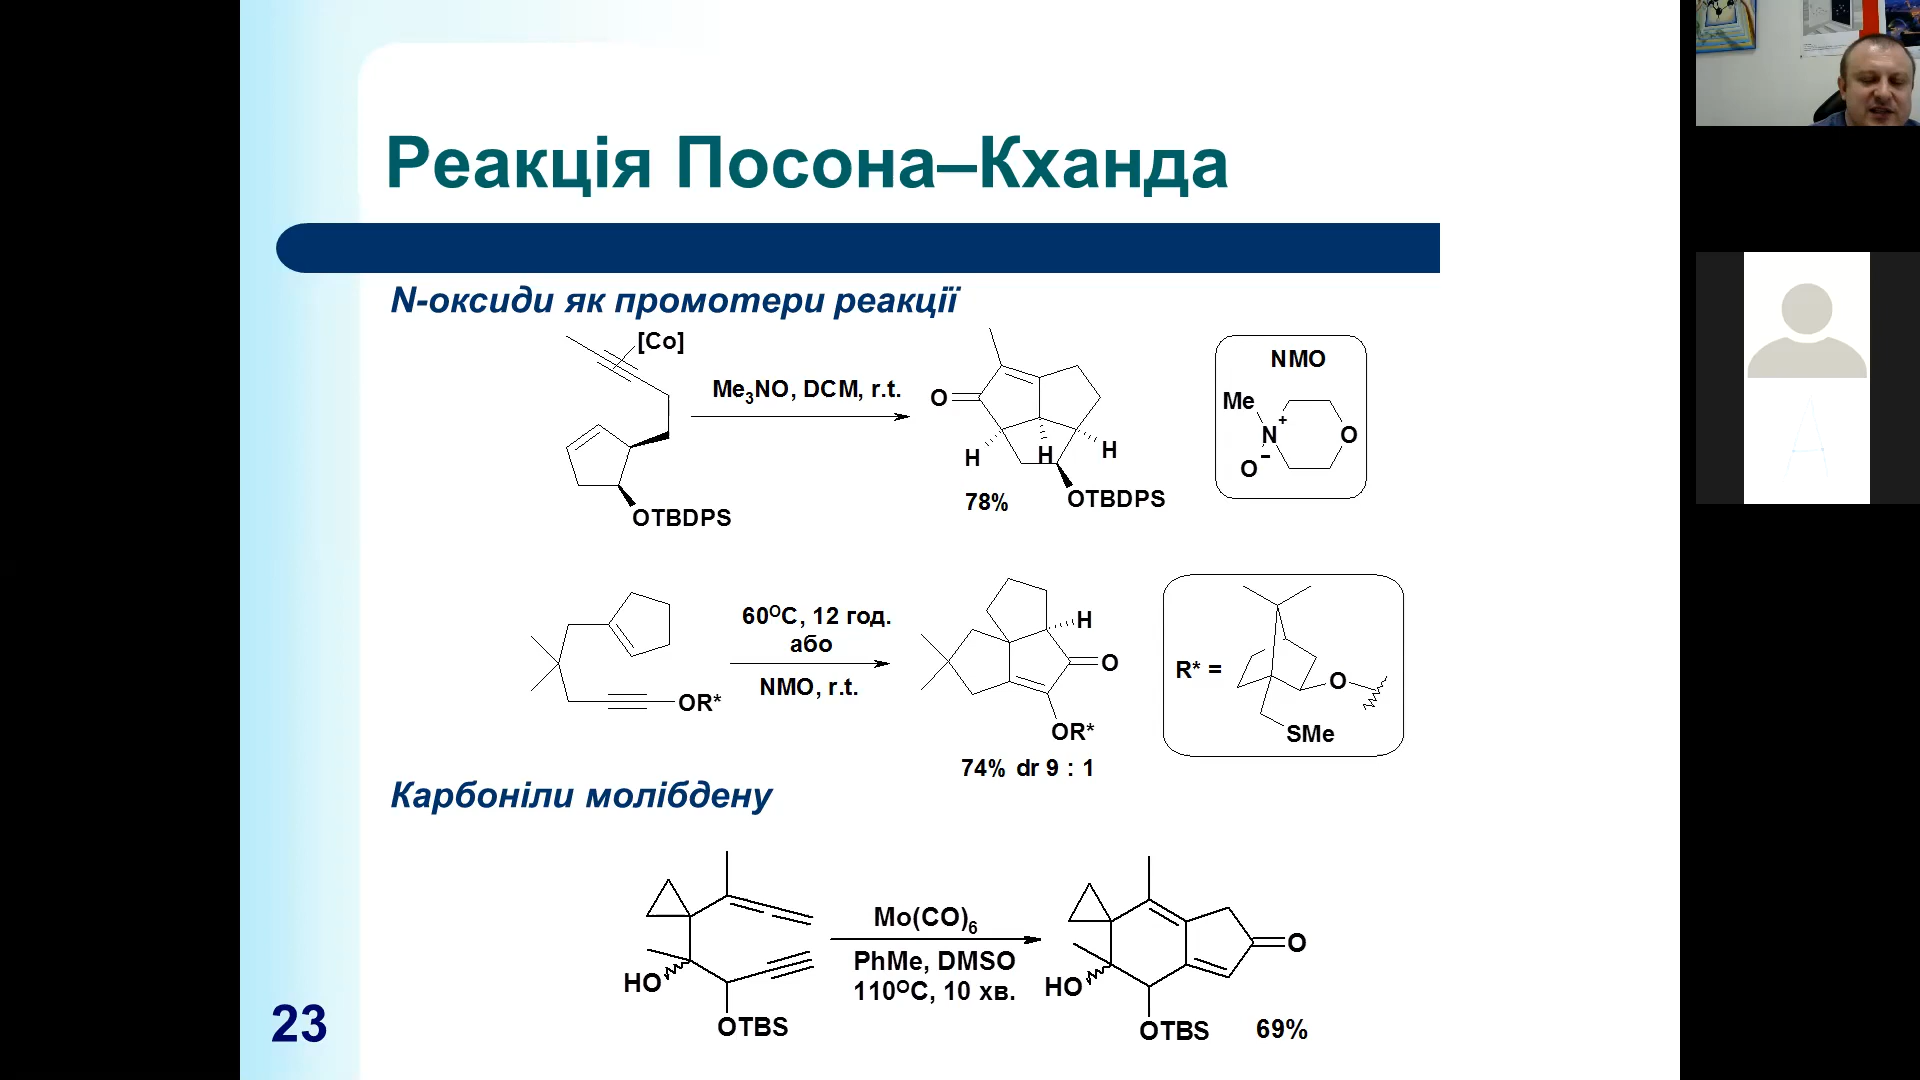 Реакція Посона–Кханда
N-оксиди як промотери реакції
[Co]
OTBDPS
Me3NO, DCM, r.t.
O
H
H
H
OTBDPS
78%
NMO
Me
N
+
O
–
O
OR*
60OC, 12 год.
або
NMO, r.t.
H
O
OR*
74% dr 9 : 1
R* =
O
SMe
Карбоніли молібдену
HO
OTBS
Mo(CO)6
PhMe, DMSO
110OC, 10 хв.
O
HO
OTBS
69%
23